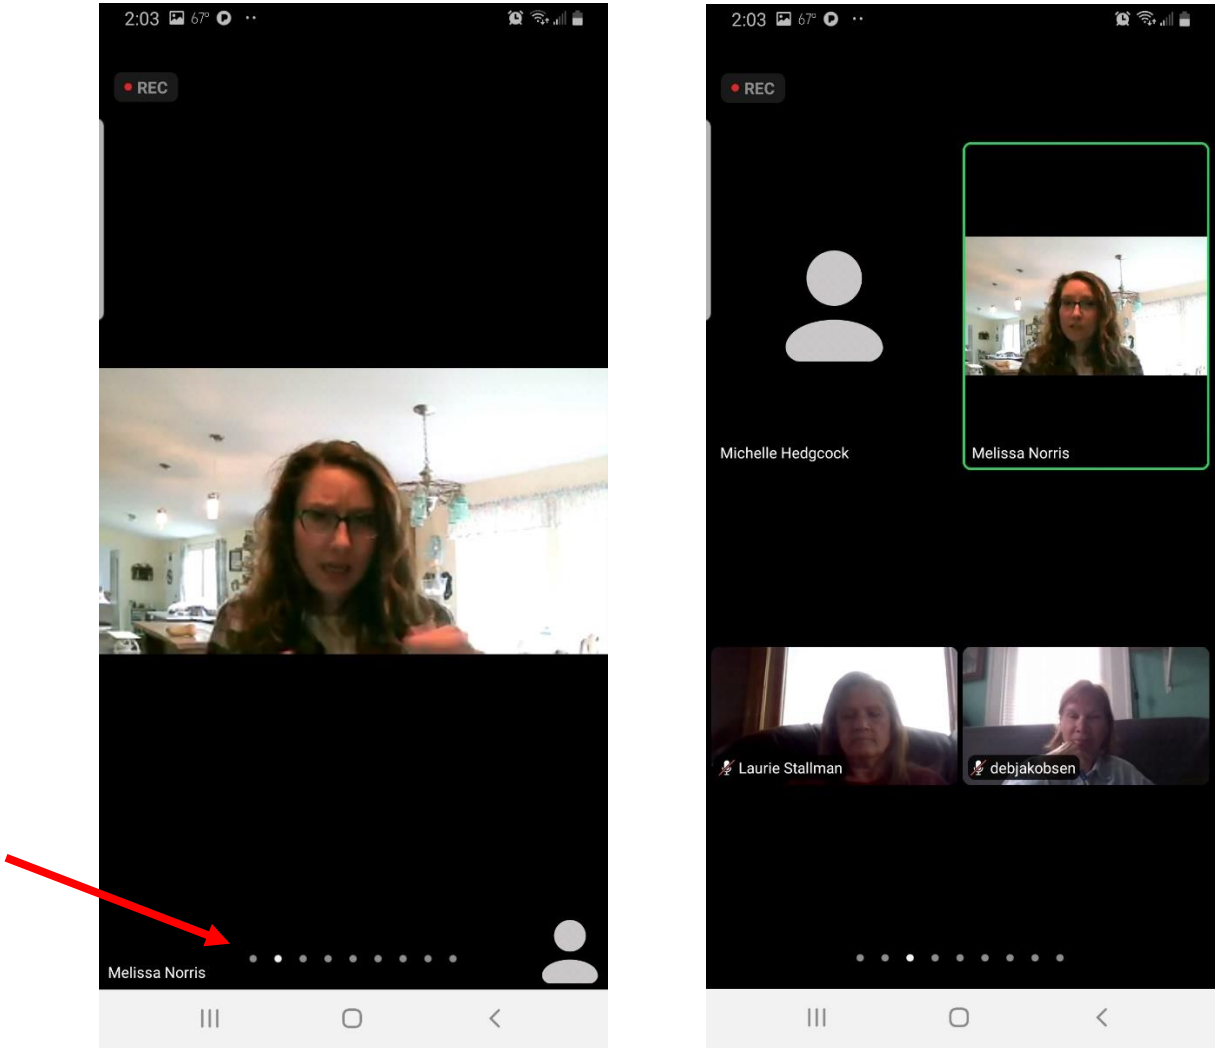 2:03 67°
REC
Melissa Norris
2:03 67°
REC
Michelle Hedgcock
Melissa Norris
Laurie Stallman
debjakobsen